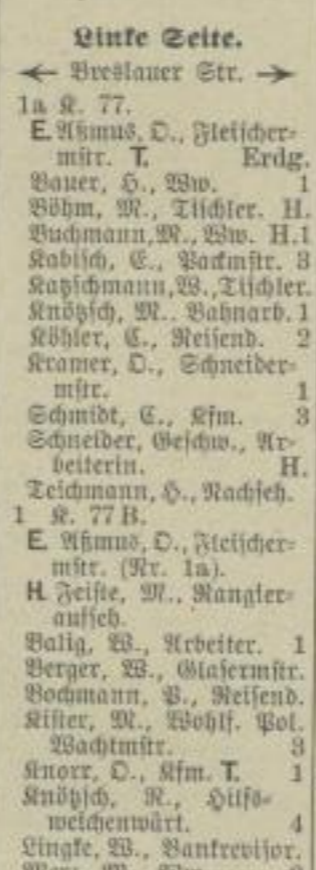 Linke Seite.
← Breslauer Str. →
1a K. 77.
E. Aßmus, O., Fleischer-
mstr. T. Erdg.
Bauer, H., Ww. 1
Böhm, M., Tischler. H.
Buchmann, M., Ww. H. 1
Kabisch, E., Packmstr. 3
Katzschmann, W., Tischler.
Knötzsch, M., Bahnarb. 1
Köhler, C., Reisend. 2
Kramer, O., Schneider-
mstr. 1
Schmidt, C., Kfm. 3
Schneider, Geschw., Ar-
beiterin. H.
Teichmann, H., Nachseh.
1 K. 77 B.
E. Aßmus, O., Fleischer-
mstr. (Nr. 1a).
H. Feiste, M., Rangier-
aufseh.
Balig, W., Arbeiter. 1
Berger, W., Glasermstr.
Bochmann, P., Reisend.
Kister, M., Wohlf. Pol.
Wachtmstr. 3
Knorr, O., Kfm. T. 1
Knötzsch, R., Hilfs-
weichenwärt. 4
Lingke, W., Bankrevisor.